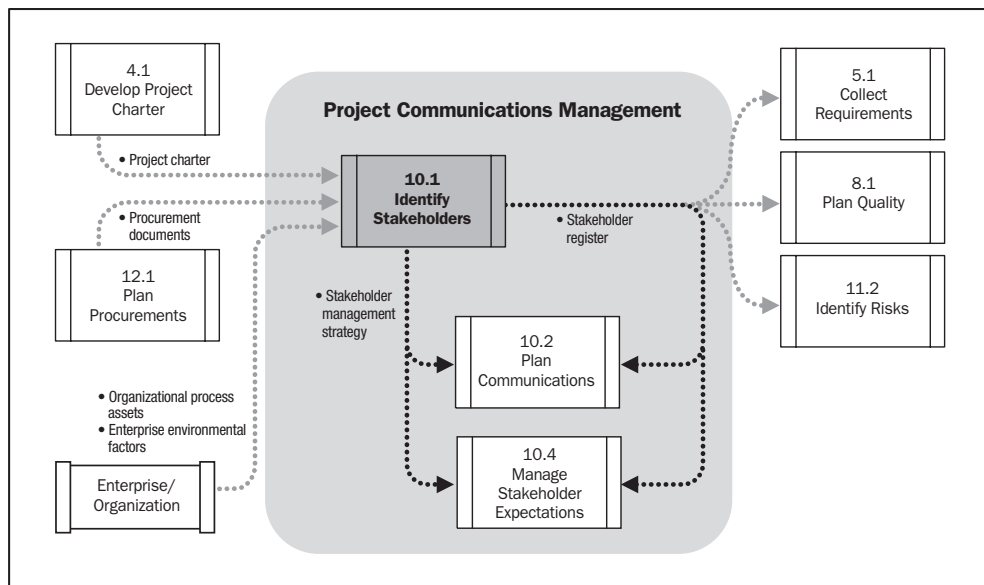 4.1
Develop Project
Charter
• Project charter
• Procurement
documents
12.1
Plan
Procurements
• Organizational process
assets
• Enterprise environmental
factors
Enterprise/
Organization
Project Communications Management
10.1
Identify
Stakeholders
• Stakeholder
register
• Stakeholder
management
strategy
10.2
Plan
Communications
10.4
Manage
Stakeholder
Expectations
5.1
Collect
Requirements
8.1
Plan Quality
11.2
Identify Risks